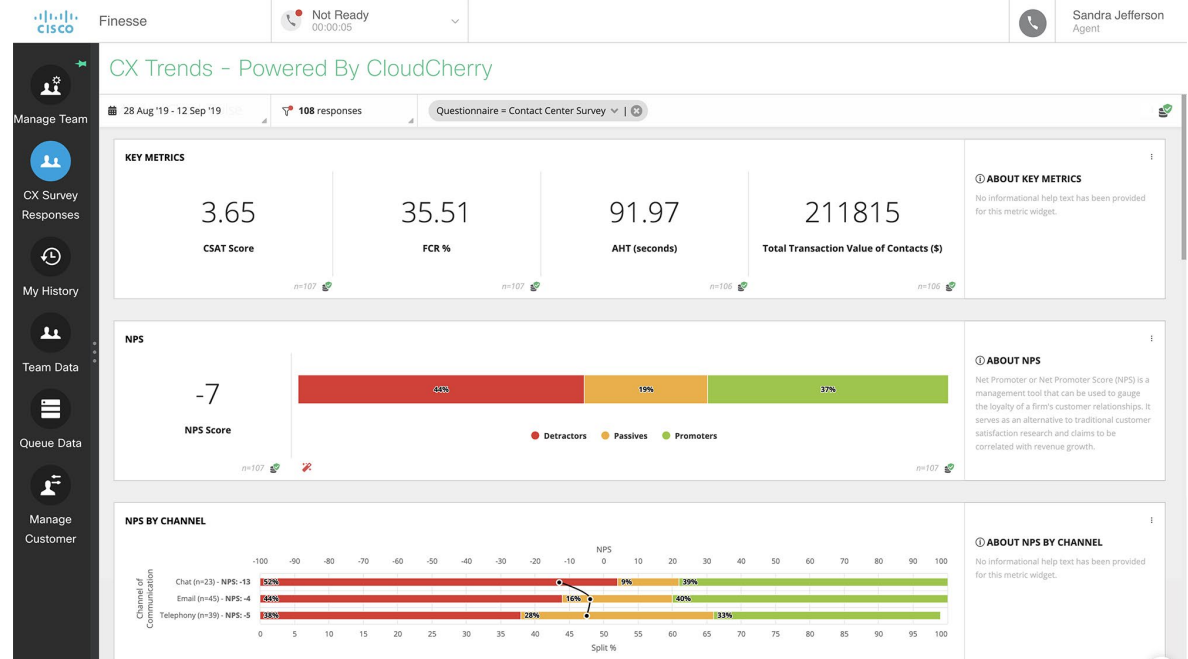 CISCO
Finesse
Not Ready
00:00:05
Sandra Jefferson
Agent
Manage Team
CX Survey
Responses
My History
Team Data
Queue Data
Manage
Customer
CX Trends - Powered By CloudCherry
28 Aug '19 - 12 Sep '19
108 responses
Questionnaire = Contact Center Survey |
KEY METRICS
3.65
CSAT Score
n=107
35.51
FCR %
n=107
91.97
AHT (seconds)
n=106
211815
Total Transaction Value of Contacts ($)
n=106
ABOUT KEY METRICS
No informational help text has been provided
for this metric widget.
NPS
-7
NPS Score
n=107
44% 19% 37%
Detractors Passives Promoters
n=107
ABOUT NPS
Net Promoter or Net Promoter Score (NPS) is a
management tool that can be used to gauge
the loyalty of a firm's customer relationships. It
serves as an alternative to traditional customer
satisfaction research and claims to be
correlated with revenue growth.
NPS BY CHANNEL
NPS
-100 -90 -80 -70 -60 -50 -40 -30 -20 -10 0 10 20 30 40 50 60 70 80 90 100
Channel of
Communication
Chat (n=23) - NPS: -13 52% 9% 39%
Email (n=45) - NPS: -4 44% 16% 40%
Telephony (n=39) - NPS: -5 38% 28% 33%
0 5 10 15 20 25 30 35 40 45 50 55 60 65 70 75 80 85 90 95 100
Split %
ABOUT NPS BY CHANNEL
No informational help text has been provided
for this metric widget.